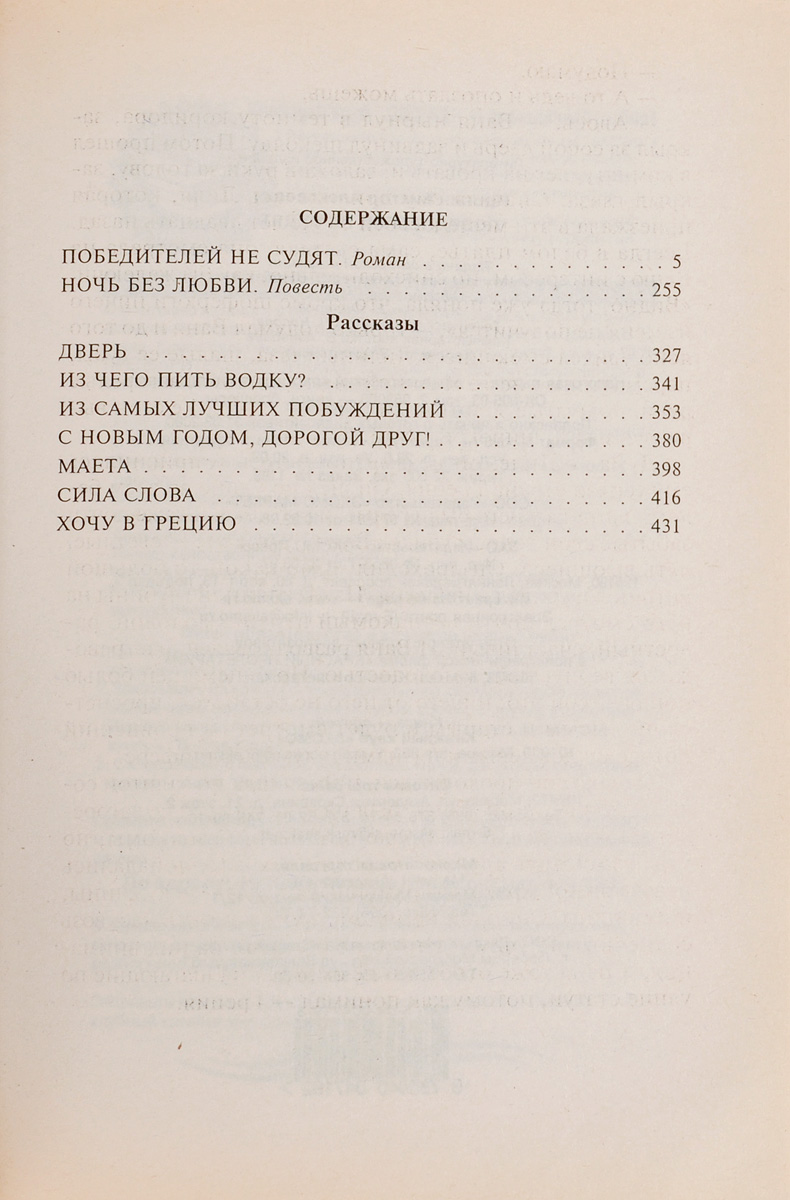 СОДЕРЖАНИЕ
ПОБЕДИТЕЛЕЙ НЕ СУДЯТ. Роман . . . . . . . . . . . . . . 5
НОЧЬ БЕЗ ЛЮБВИ. Повесть . . . . . . . . . . . . . . . . 255
Рассказы
ДВЕРЬ . . . . . . . . . . . . . . . . . . . . . . . . . . . . 327
ИЗ ЧЕГО ПИТЬ ВОДКУ? . . . . . . . . . . . . . . . . . . 341
ИЗ САМЫХ ЛУЧШИХ ПОБУЖДЕНИЙ . . . . . . . . . . . 353
С НОВЫМ ГОДОМ, ДОРОГОЙ ДРУГ! . . . . . . . . . . . . 380
МАЕТА . . . . . . . . . . . . . . . . . . . . . . . . . . . . 398
СИЛА СЛОВА . . . . . . . . . . . . . . . . . . . . . . . . 416
ХОЧУ В ГРЕЦИЮ . . . . . . . . . . . . . . . . . . . . . . 431